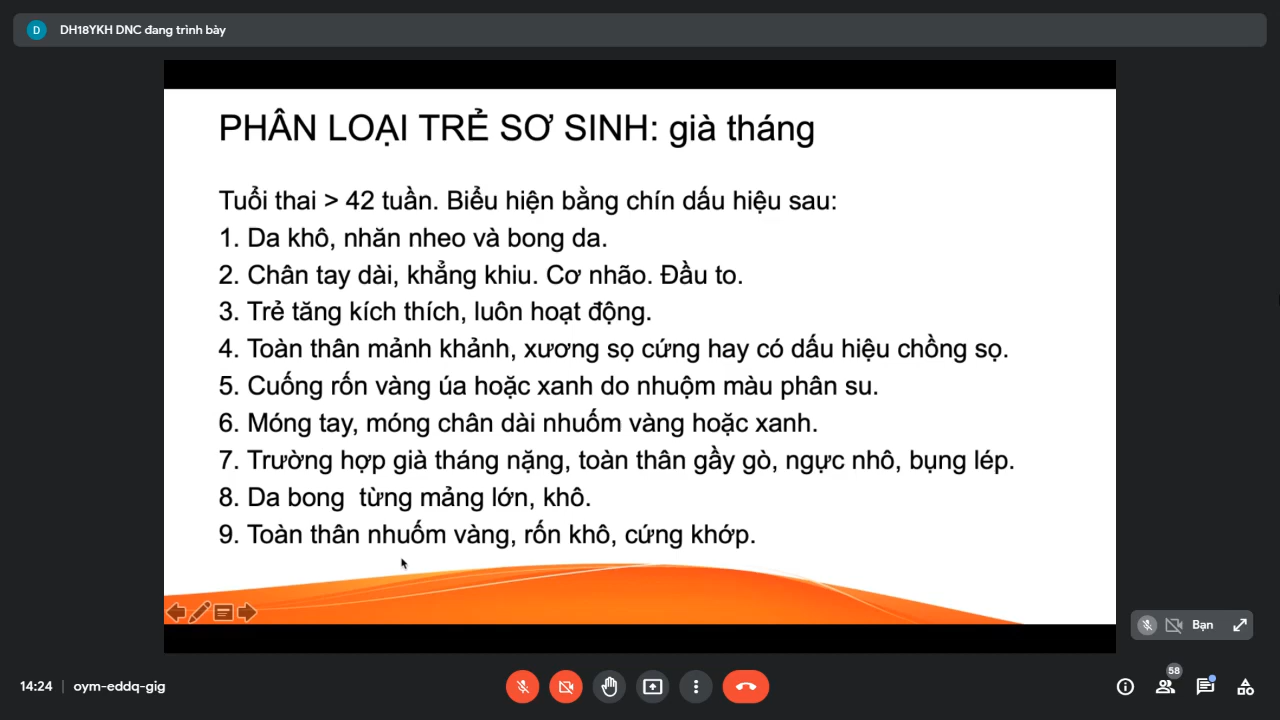 D
DH18YKH DNC đang trình bày
PHÂN LOẠI TRẺ SƠ SINH: già tháng
Tuổi thai > 42 tuần. Biểu hiện bằng chín dấu hiệu sau:
1. Da khô, nhăn nheo và bong da.
2. Chân tay dài, khẳng khiu. Cơ nhão. Đầu to.
3. Trẻ tăng kích thích, luôn hoạt động.
4. Toàn thân mảnh khảnh, xương sọ cứng hay có dấu hiệu chồng sọ.
5. Cuống rốn vàng úa hoặc xanh do nhuộm màu phân su.
6. Móng tay, móng chân dài nhuốm vàng hoặc xanh.
7. Trường hợp già tháng nặng, toàn thân gầy gò, ngực nhô, bụng lép.
8. Da bong  từng mảng lớn, khô.
9. Toàn thân nhuốm vàng, rốn khô, cứng khớp.
Bạn
14:24 | oym-eddq-gig
58